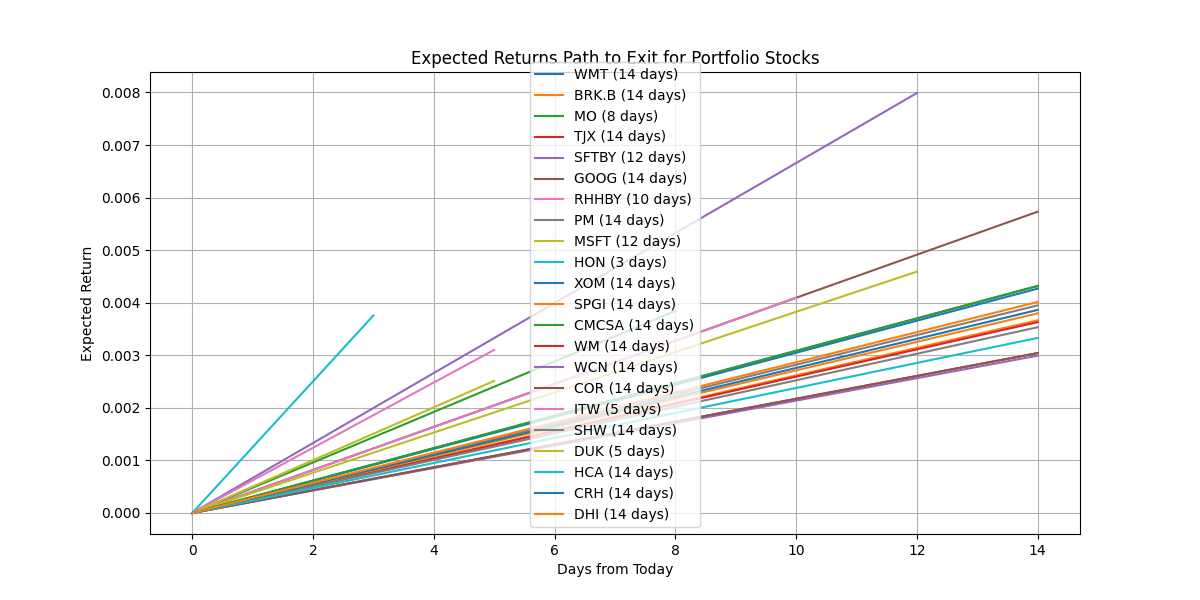 Expected Returns Path to Exit for Portfolio Stocks
Expected Return
0.008
0.007
0.006
0.005
0.004
0.003
0.002
0.001
0.000
WMT (14 days)
BRK.B (14 days)
MO (8 days)
TJX (14 days)
SFTBY (12 days)
GOOG (14 days)
RHHBY (10 days)
PM (14 days)
MSFT (12 days)
HON (3 days)
XOM (14 days)
SPGI (14 days)
CMCSA (14 days)
WM (14 days)
WCN (14 days)
COR (14 days)
ITW (5 days)
SHW (14 days)
DUK (5 days)
HCA (14 days)
CRH (14 days)
DHI (14 days)
0 2 4 6 8 10 12 14
Days from Today